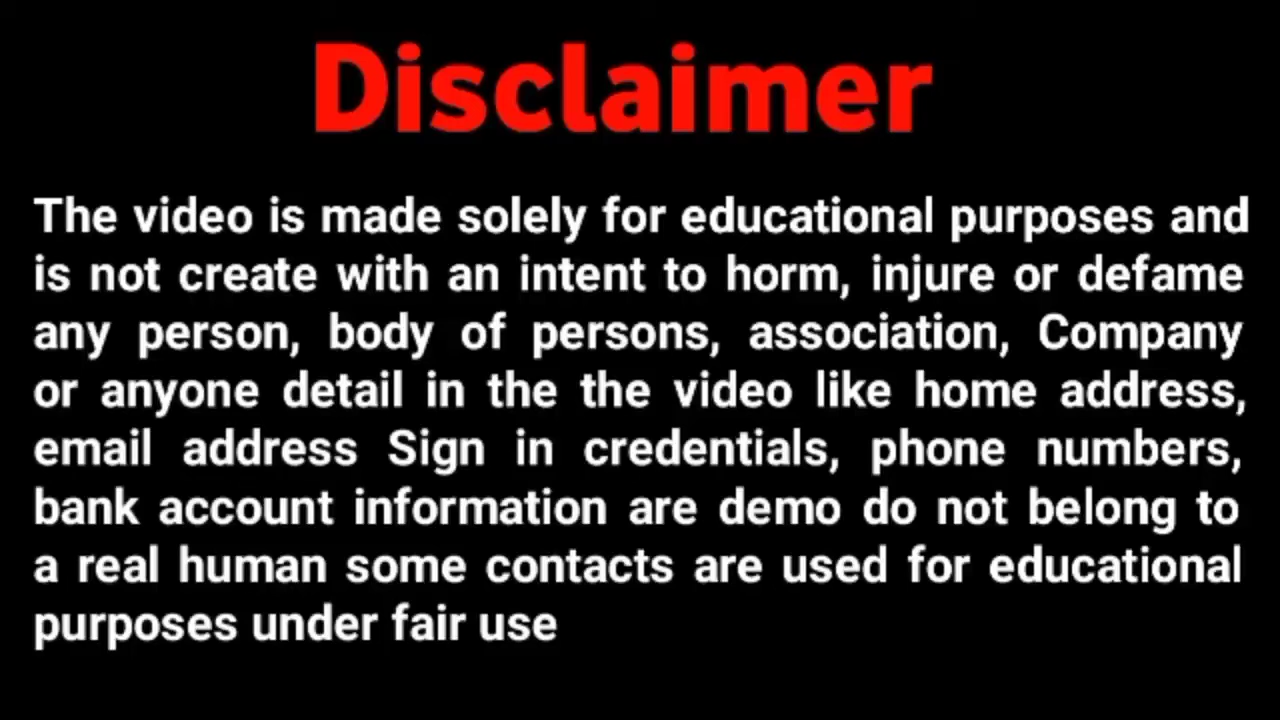 Disclaimer
The video is made solely for educational purposes and
is not create with an intent to horm, injure or defame
any person, body of persons, association, Company
or anyone detail in the the video like home address,
email address Sign in credentials, phone numbers,
bank account information are demo do not belong to
a real human some contacts are used for educational
purposes under fair use